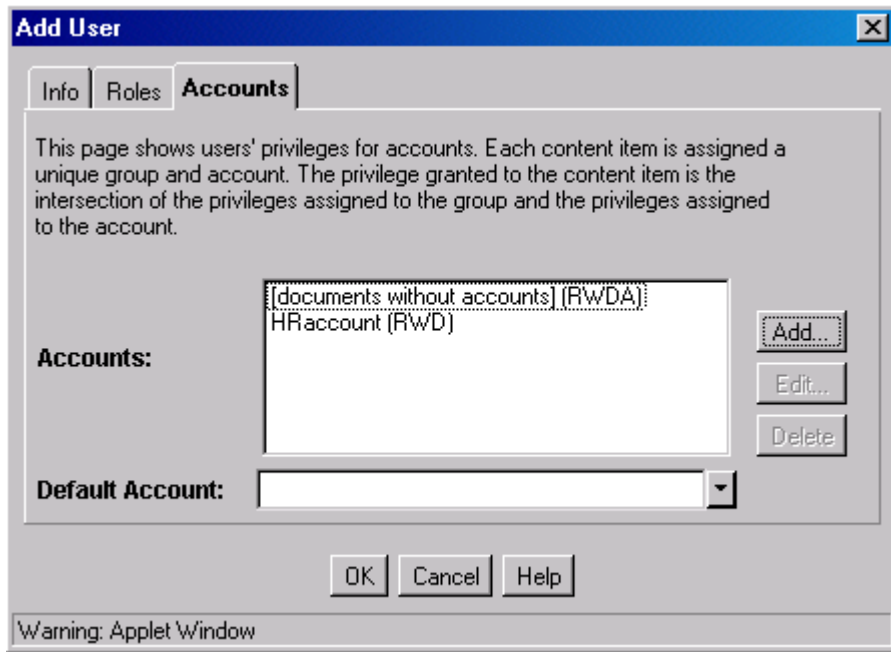 Add User
Info Roles Accounts
This page shows users' privileges for accounts. Each content item is assigned a
unique group and account. The privilege granted to the content item is the
intersection of the privileges assigned to the group and the privileges assigned
to the account.
[documents without accounts] (RWDA)
HRaccount (RWD)
Accounts:
Add...
Edit...
Delete
Default Account:
OK Cancel Help
Warning: Applet Window